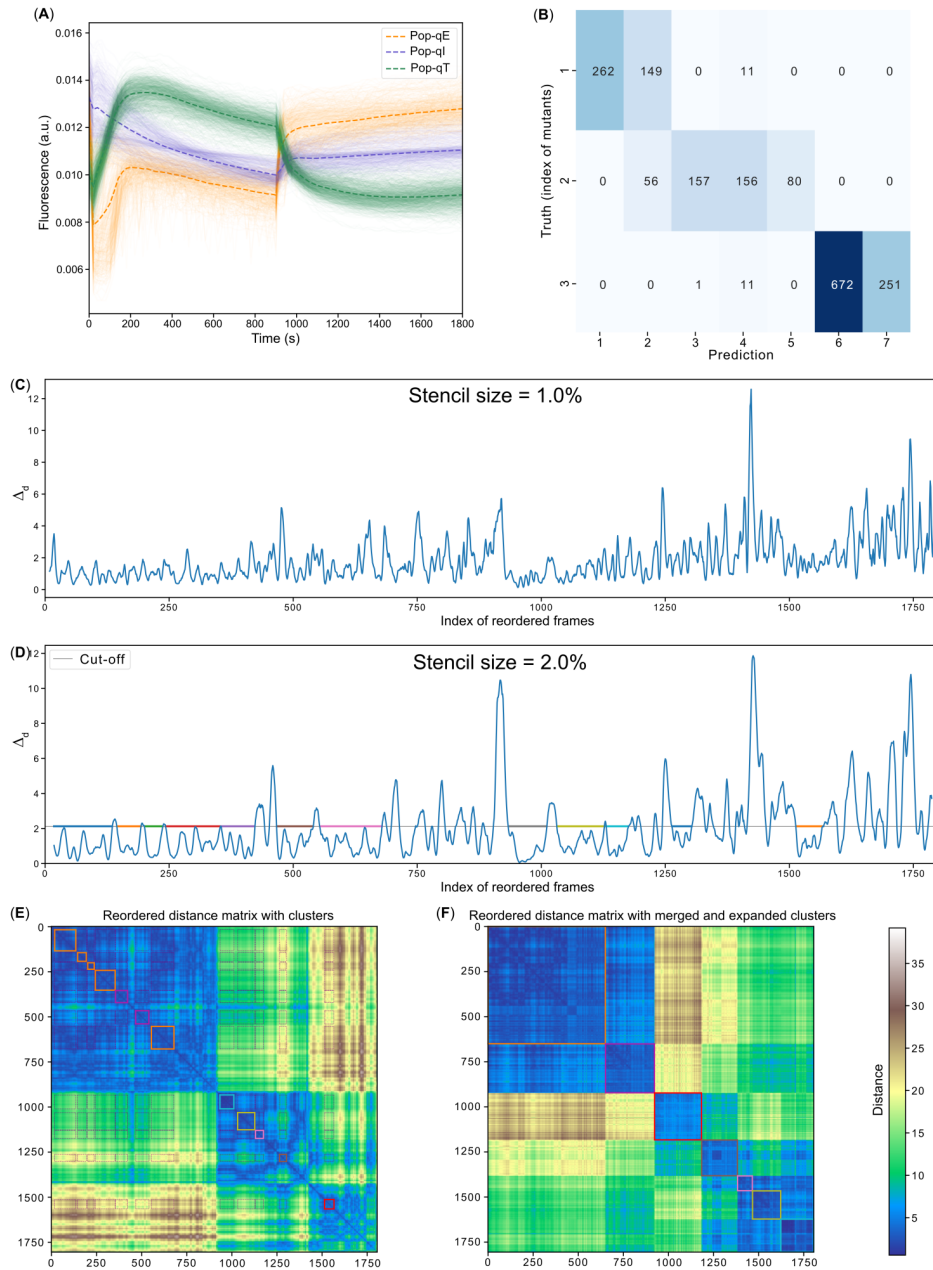 (A)
0.016
0.014
0.012
0.010
0.008
0.006
Fluorescence (a.u.)
Pop-qE
Pop-qI
Pop-qT
0 200 400 600 800 1000 1200 1400 1600 1800
Time (s)
(B)
Truth (index of mutants)
1
262 149 0 11 0 0 0
2
0 56 157 156 80 0 0
3
0 0 1 11 0 672 251
1 2 3 4 5 6 7
Prediction
(C)
Stencil size = 1.0%
12
10
8
6
4
2
0
Δd
0 250 500 750 1000 1250 1500 1750
Index of reordered frames
(D)
Cut-off
Stencil size = 2.0%
12
10
8
6
4
2
0
Δd
0 250 500 750 1000 1250 1500 1750
Index of reordered frames
(E)
Reordered distance matrix with clusters
0
250
500
750
1000
1250
1500
1750
0 250 500 750 1000 1250 1500 1750
(F)
Reordered distance matrix with merged and expanded clusters
0
250
500
750
1000
1250
1500
1750
0 250 500 750 1000 1250 1500 1750
Distance
35
30
25
20
15
10
5